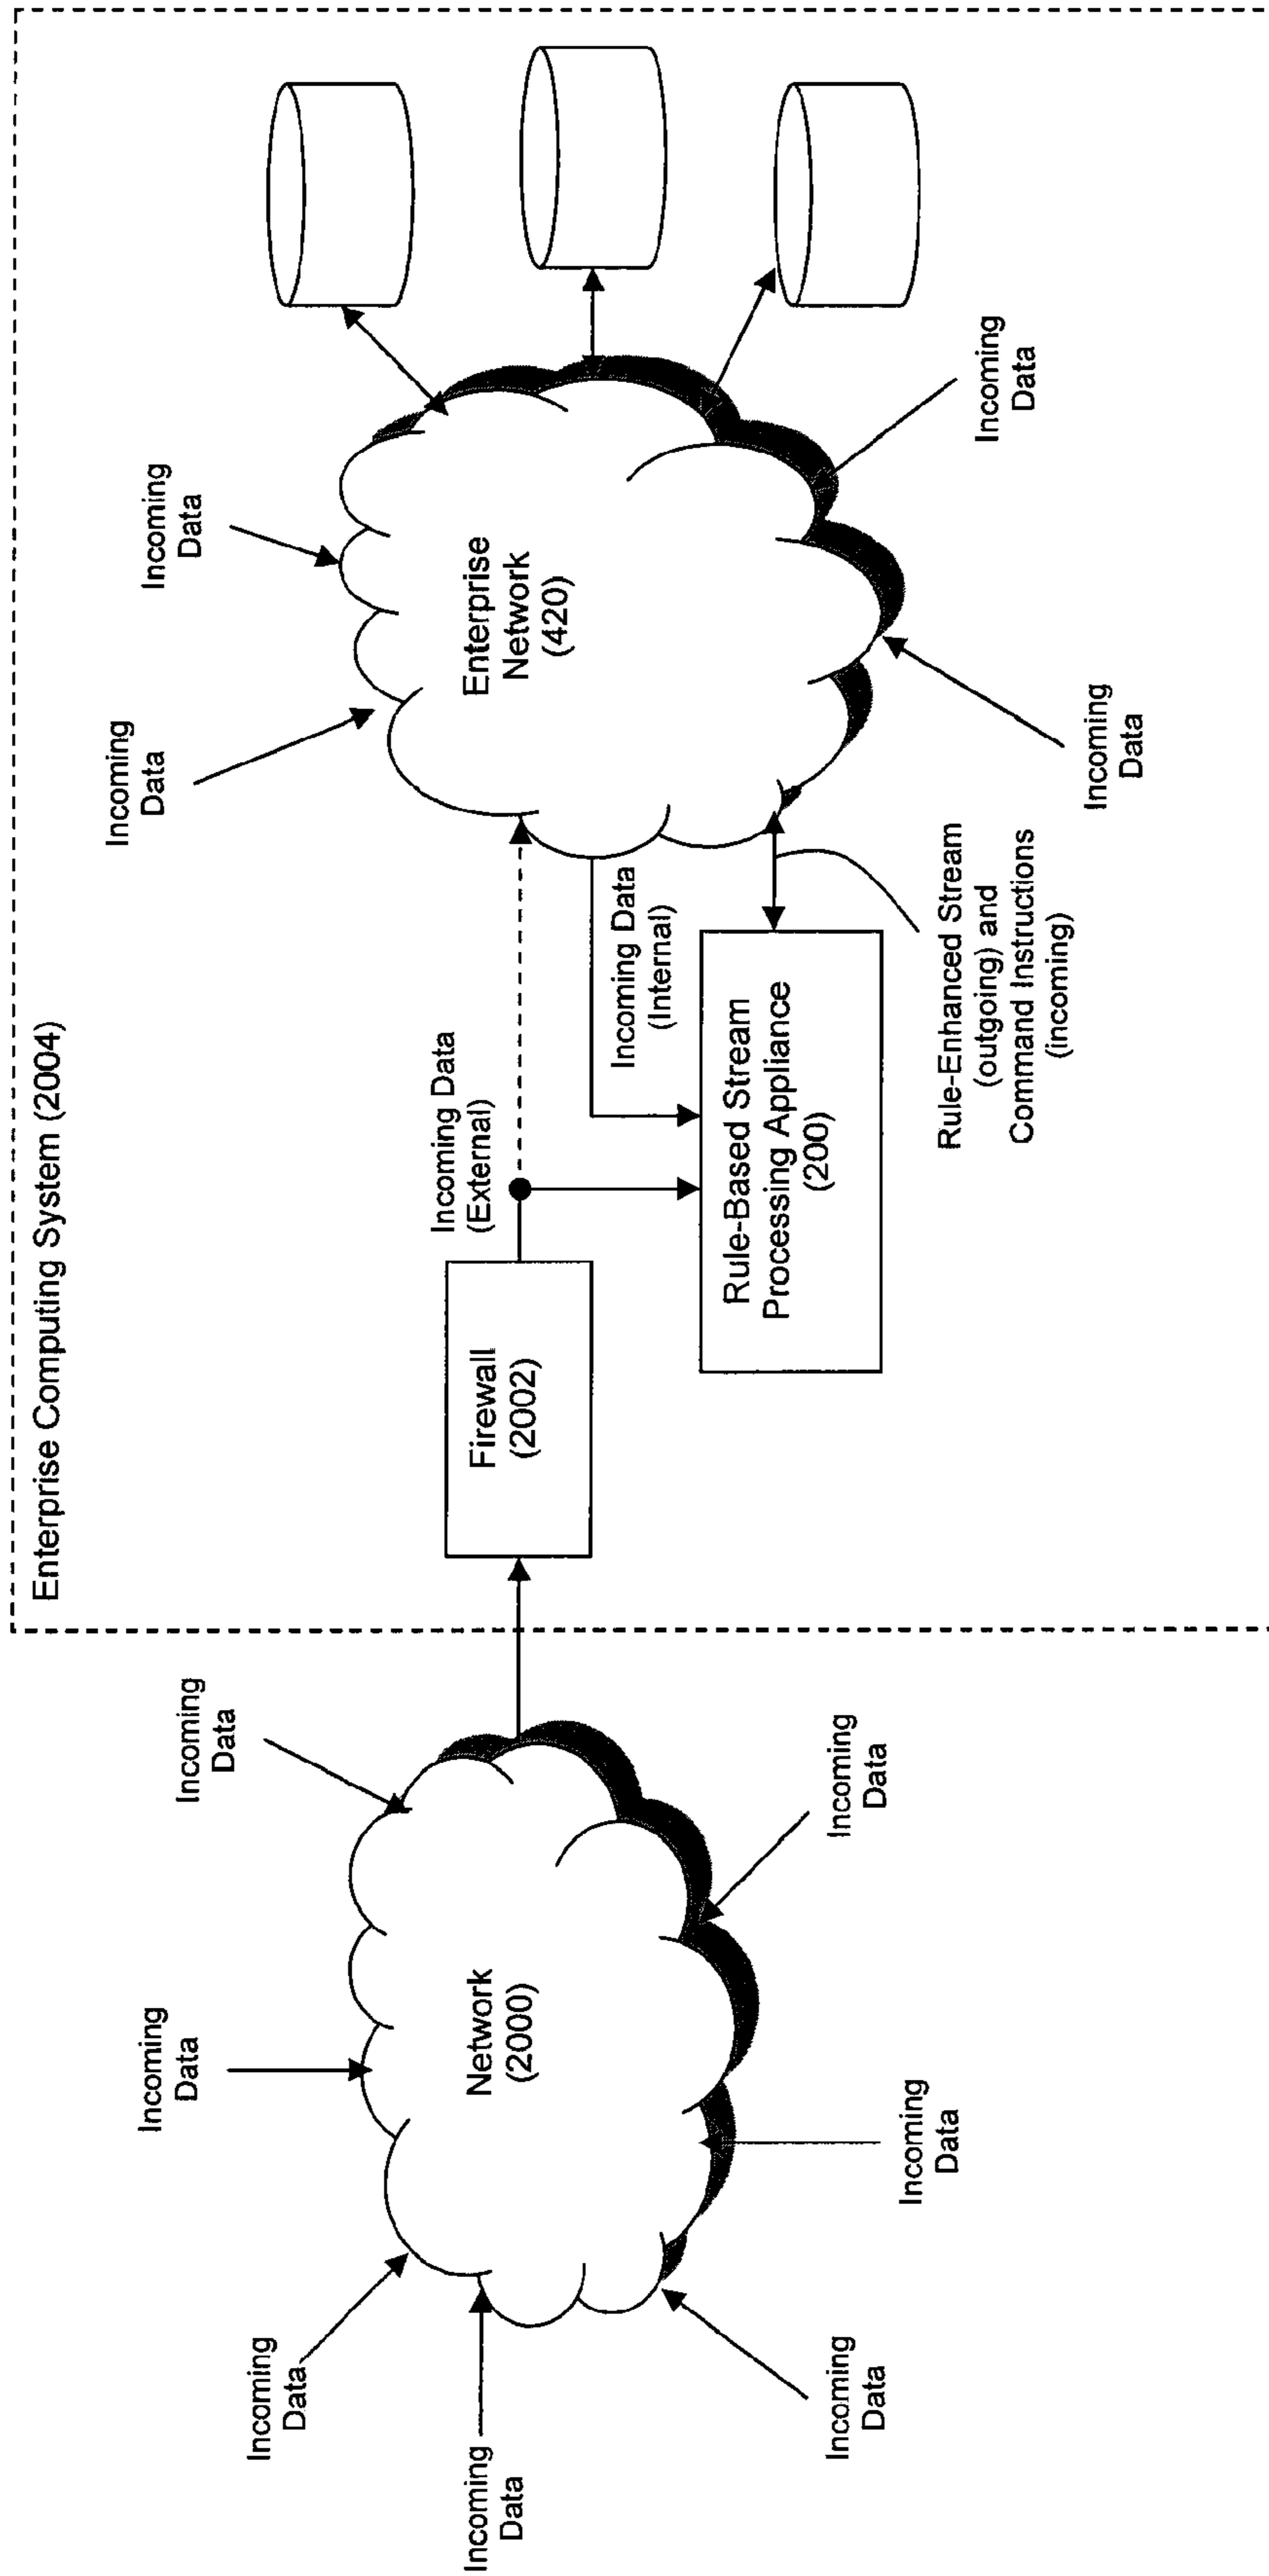 Enterprise Computing System (2004)
Incoming
Data
Incoming
Data
Incoming
Data
Incoming
Data
Incoming
Data
Incoming
Data
Network
(2000)
Incoming
Data
Incoming
Data
Incoming
Data
Firewall
(2002)
Incoming Data
(External)
Incoming Data
(Internal)
Rule-Based Stream
Processing Appliance
(200)
Rule-Enhanced Stream
(outgoing) and
Command Instructions
(incoming)
Enterprise
Network
(420)
Incoming
Data
Incoming
Data